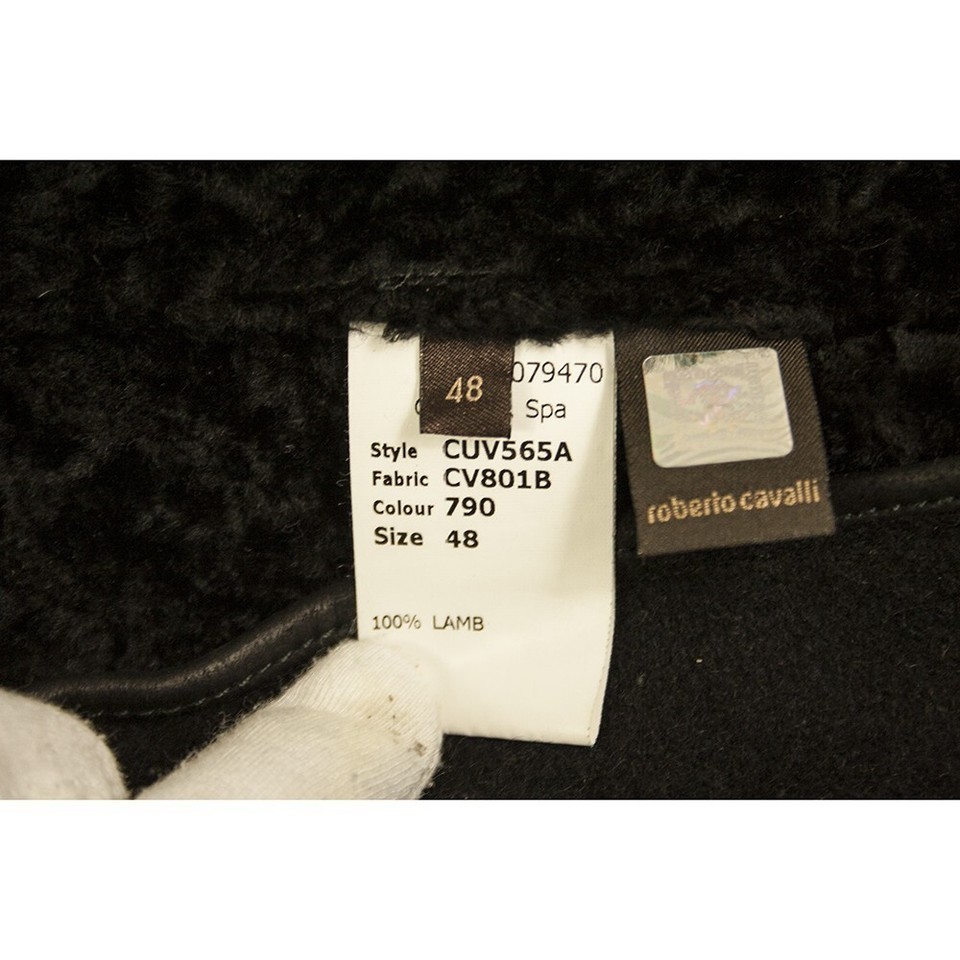 48
079470
Spa
Style CUV565A
Fabric CV801B
Colour 790
Size 48
100% LAMB
roberto cavalli